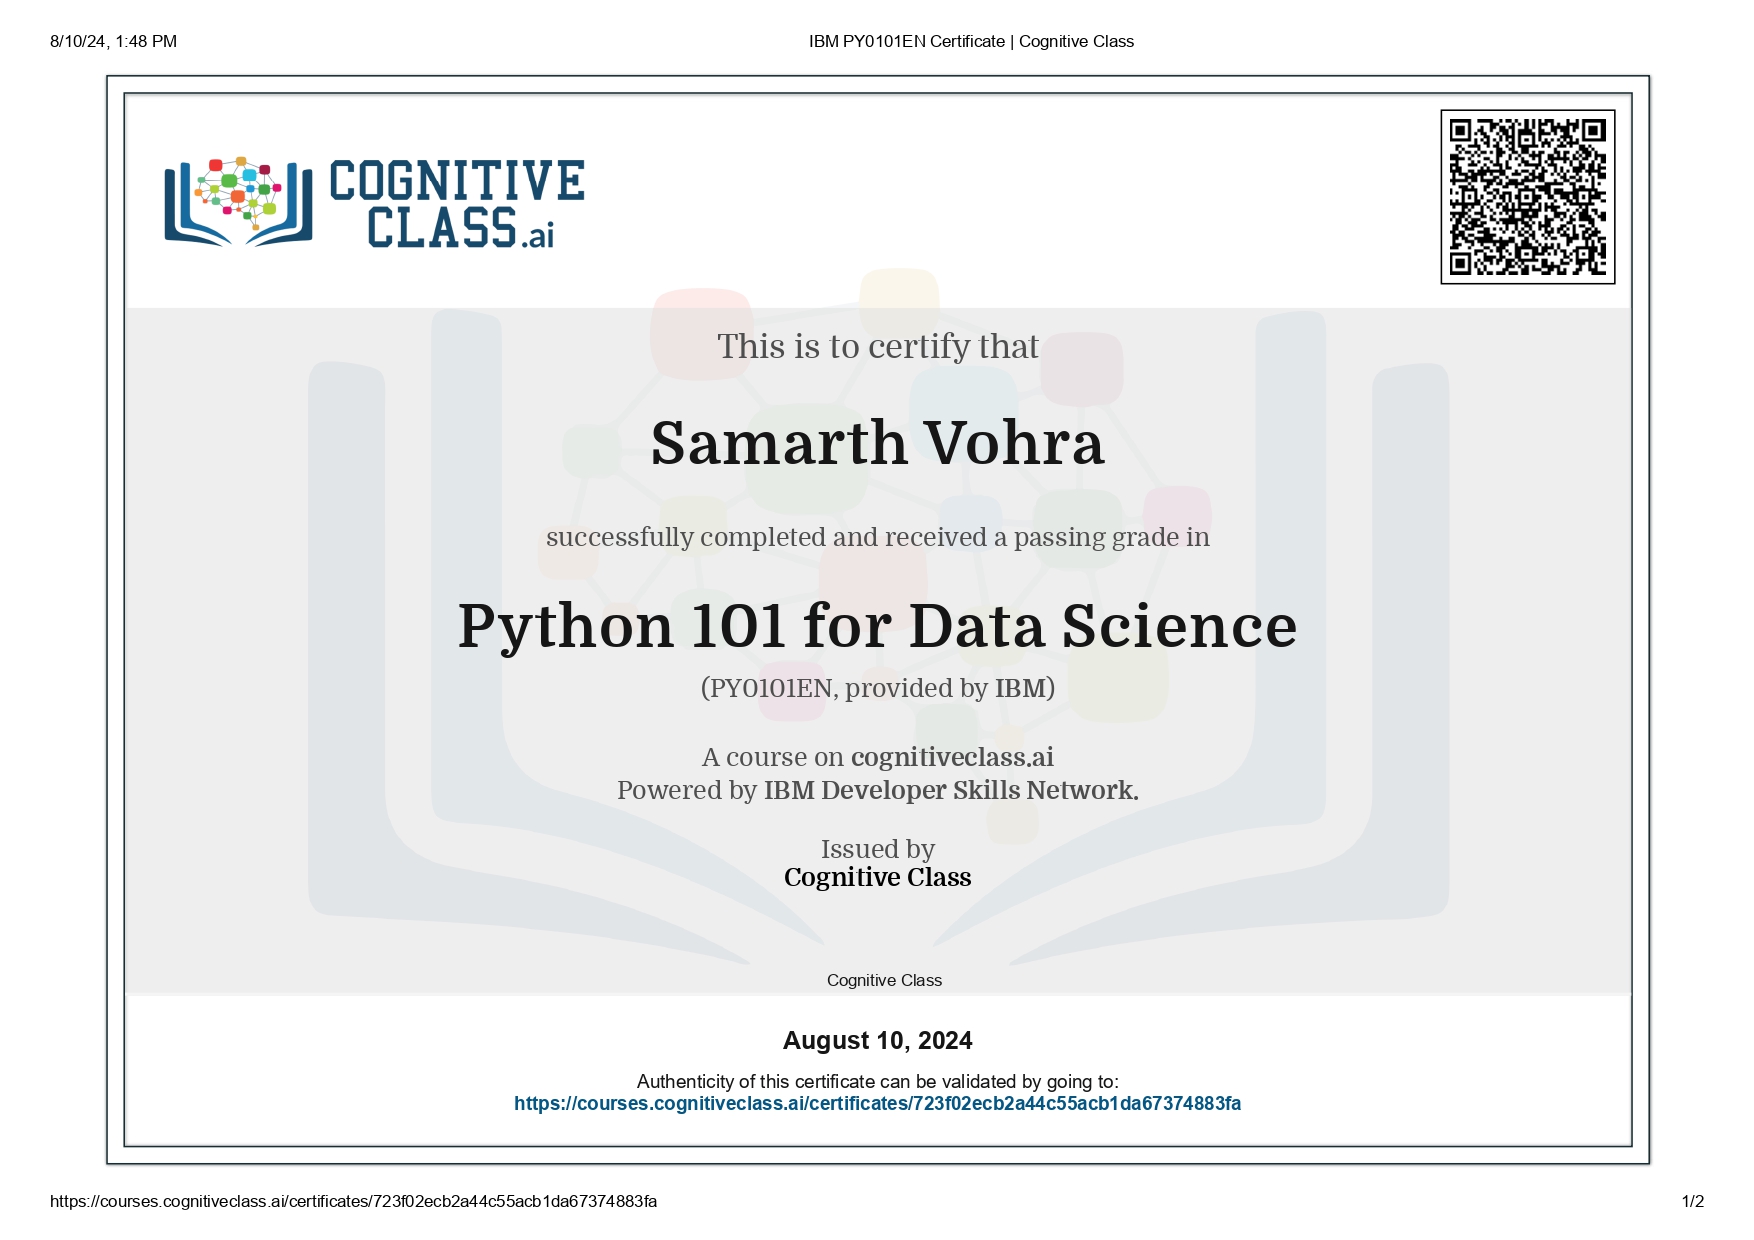 8/10/24, 1:48 PM
IBM PY0101EN Certificate | Cognitive Class
COGNITIVE
CLASS.ai
This is to certify that
Samarth Vohra
successfully completed and received a passing grade in
Python 101 for Data Science
(PY0101EN, provided by IBM)
A course on cognitiveclass.ai
Powered by IBM Developer Skills Network.
Issued by
Cognitive Class
Cognitive Class
August 10, 2024
Authenticity of this certificate can be validated by going to:
https://courses.cognitiveclass.ai/certificates/723f02ecb2a44c55acb1da67374883fa
https://courses.cognitiveclass.ai/certificates/723f02ecb2a44c55acb1da67374883fa
1/2